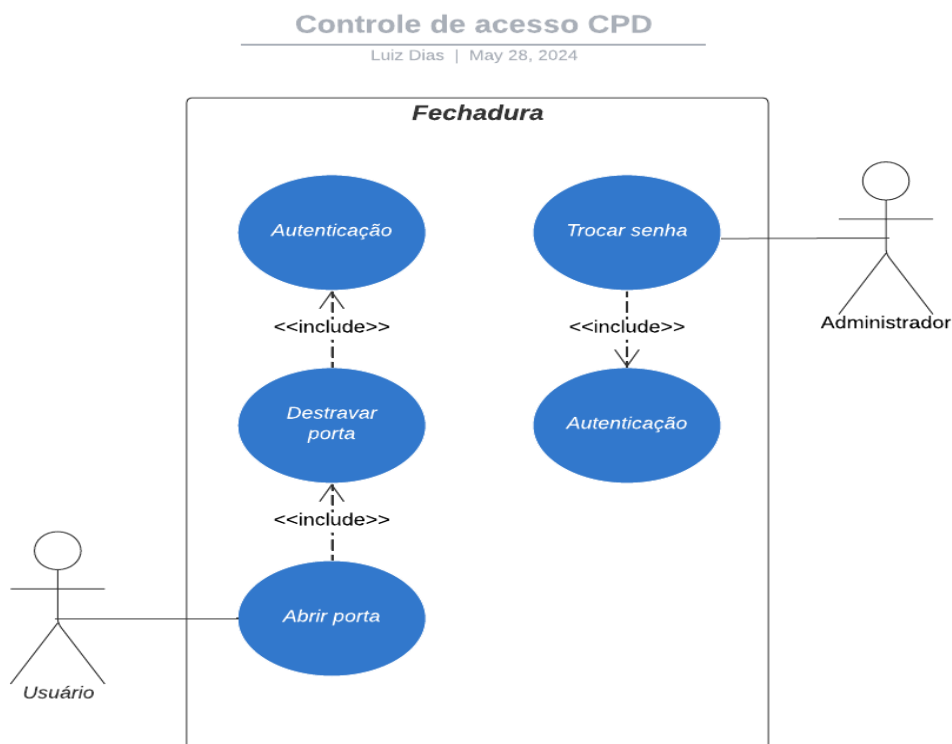 Controle de acesso CPD
Luiz Dias | May 28, 2024
Fechadura
Autenticação
Trocar senha
<<include>>
<<include>>
Administrador
Destravar
porta
Autenticação
<<include>>
Abrir porta
Usuário